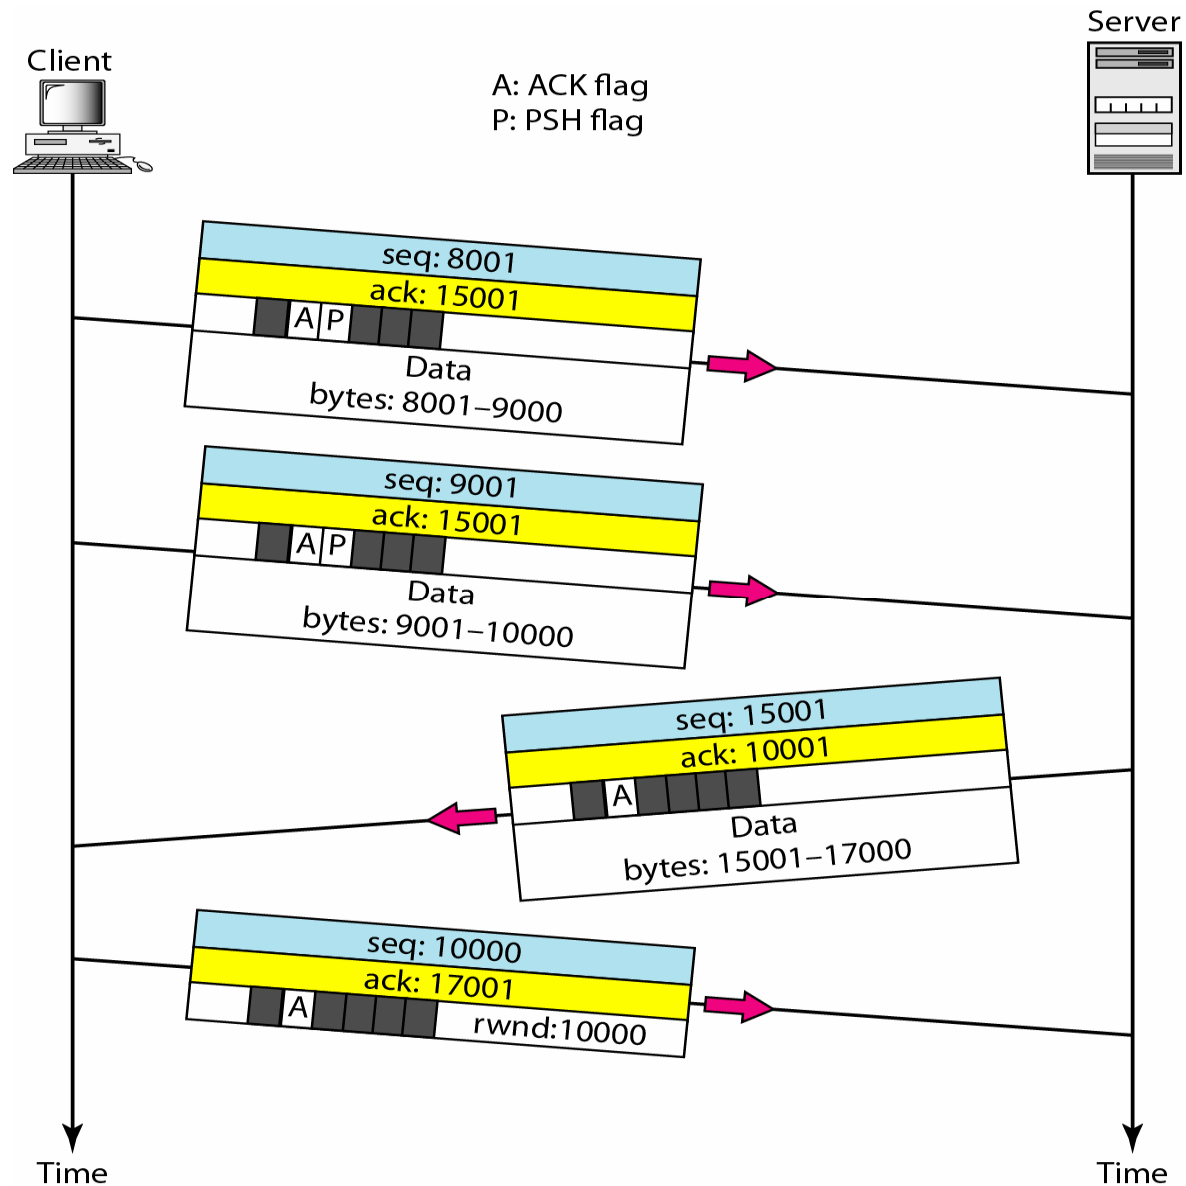 Server
Client
A: ACK flag
P: PSH flag
seq: 8001
ack: 15001
A P
Data
bytes: 8001–9000
seq: 9001
ack: 15001
A P
Data
bytes: 9001–10000
seq: 15001
ack: 10001
A
Data
bytes: 15001–17000
seq: 10000
ack: 17001
A rwnd:10000
Time Time